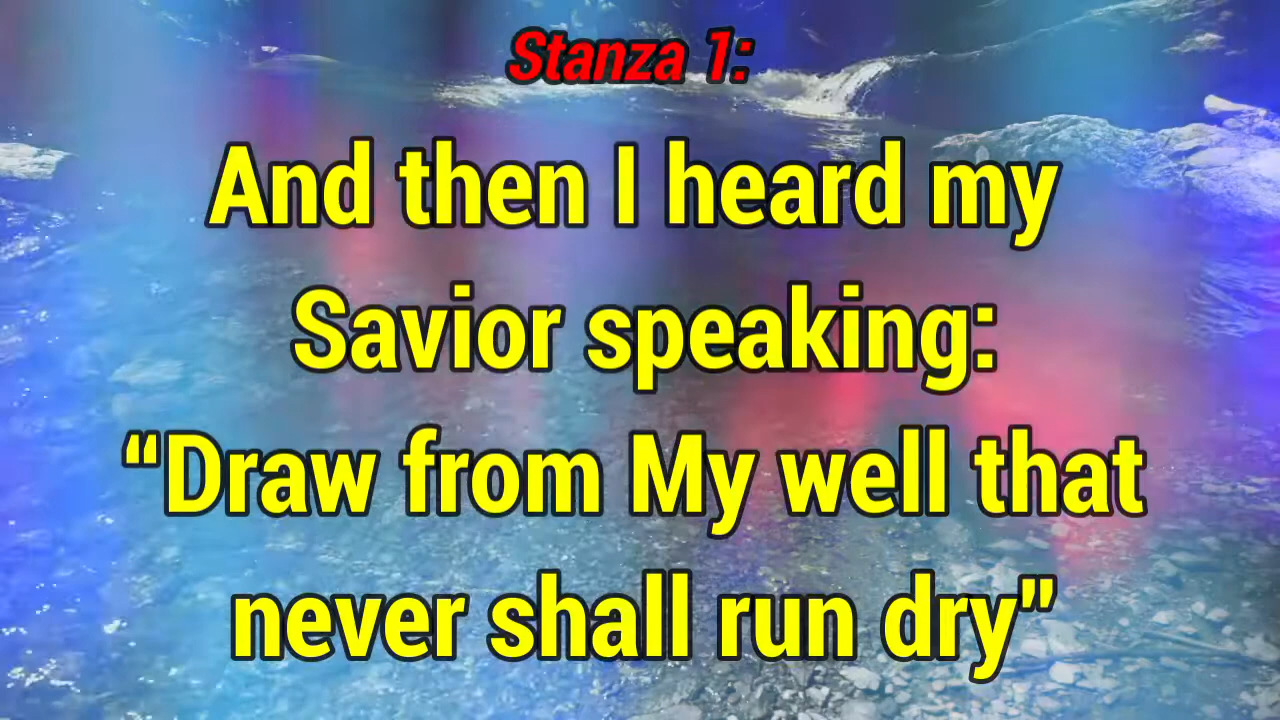 Stanza 1:
And then I heard my
Savior speaking:
“Draw from My well that
never shall run dry”